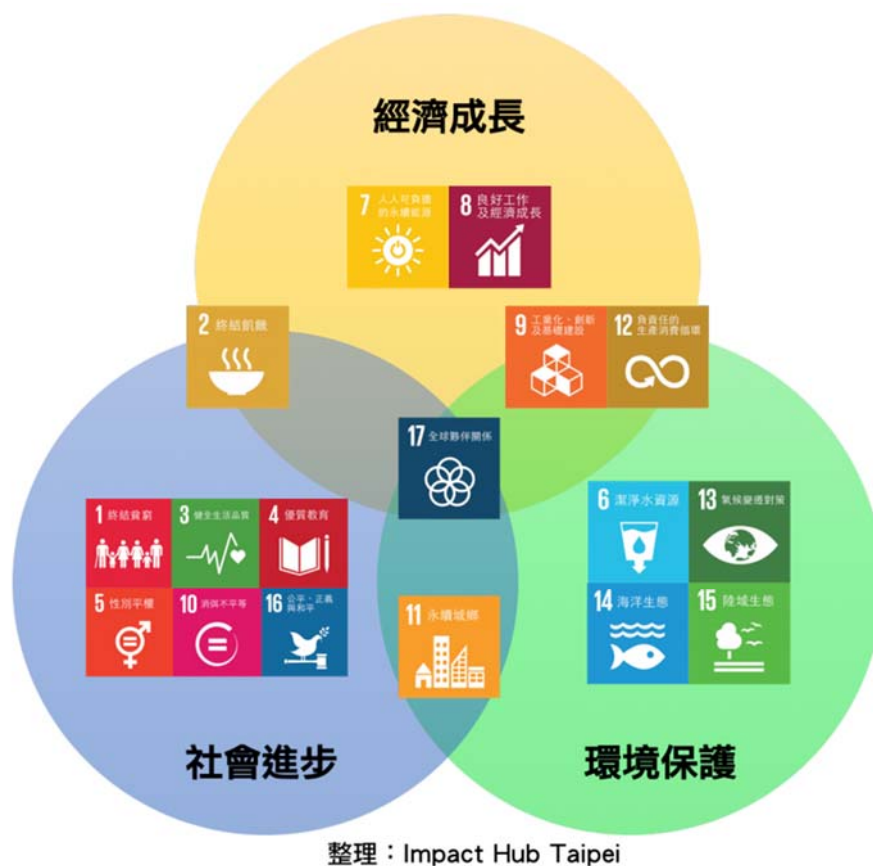 經濟成長
7 人人可負擔
的永續能源
8 良好工作
及經濟成長
2 終結飢餓
9 工業化、創新
及基礎建設
12 負責任的
生產消費循環
17 全球夥伴關係
1 終結貧窮
3 健全生活品質
4 優質教育
5 性別平權
10 消弭不平等
16 公平、正義
與和平
11 永續城鄉
6 潔淨水資源
13 氣候變遷對策
14 海洋生態
15 陸域生態
社會進步
環境保護
整理：Impact Hub Taipei